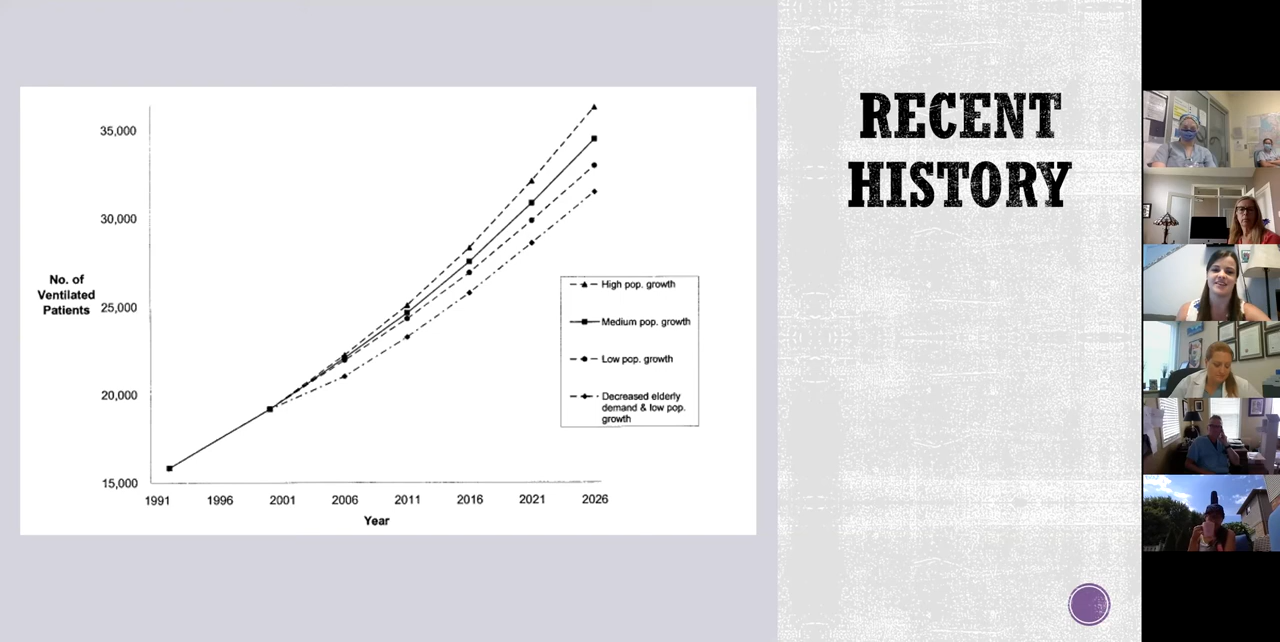 35,000
30,000
No. of
Ventilated
Patients
25,000
20,000
15,000
1991 1996 2001 2006 2011 2016 2021 2026
Year
High pop. growth
Medium pop. growth
Low pop. growth
Decreased elderly
demand & low pop.
growth
RECENT
HISTORY